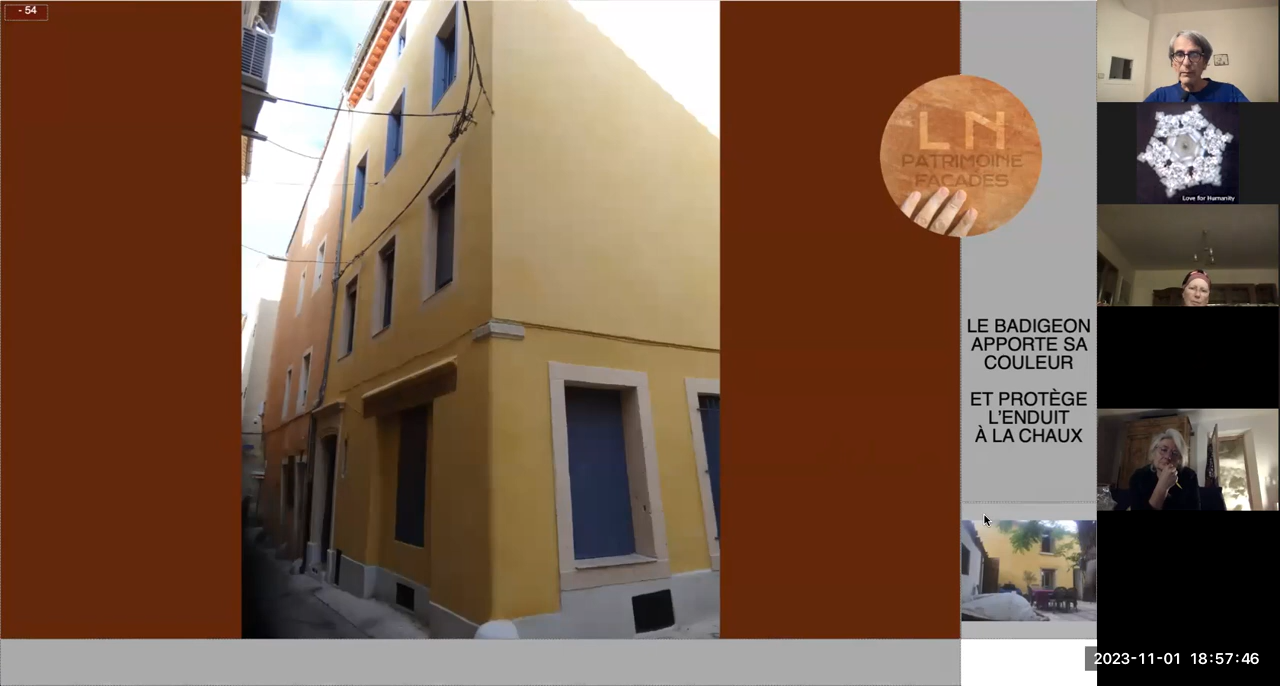 - 54
LN
PATRIMOINE
FACADES
LE BADIGEON
APPORTE SA
COULEUR
ET PROTÈGE
L'ENDUIT
À LA CHAUX
Love for Humanity
2023-11-01 18:57:46